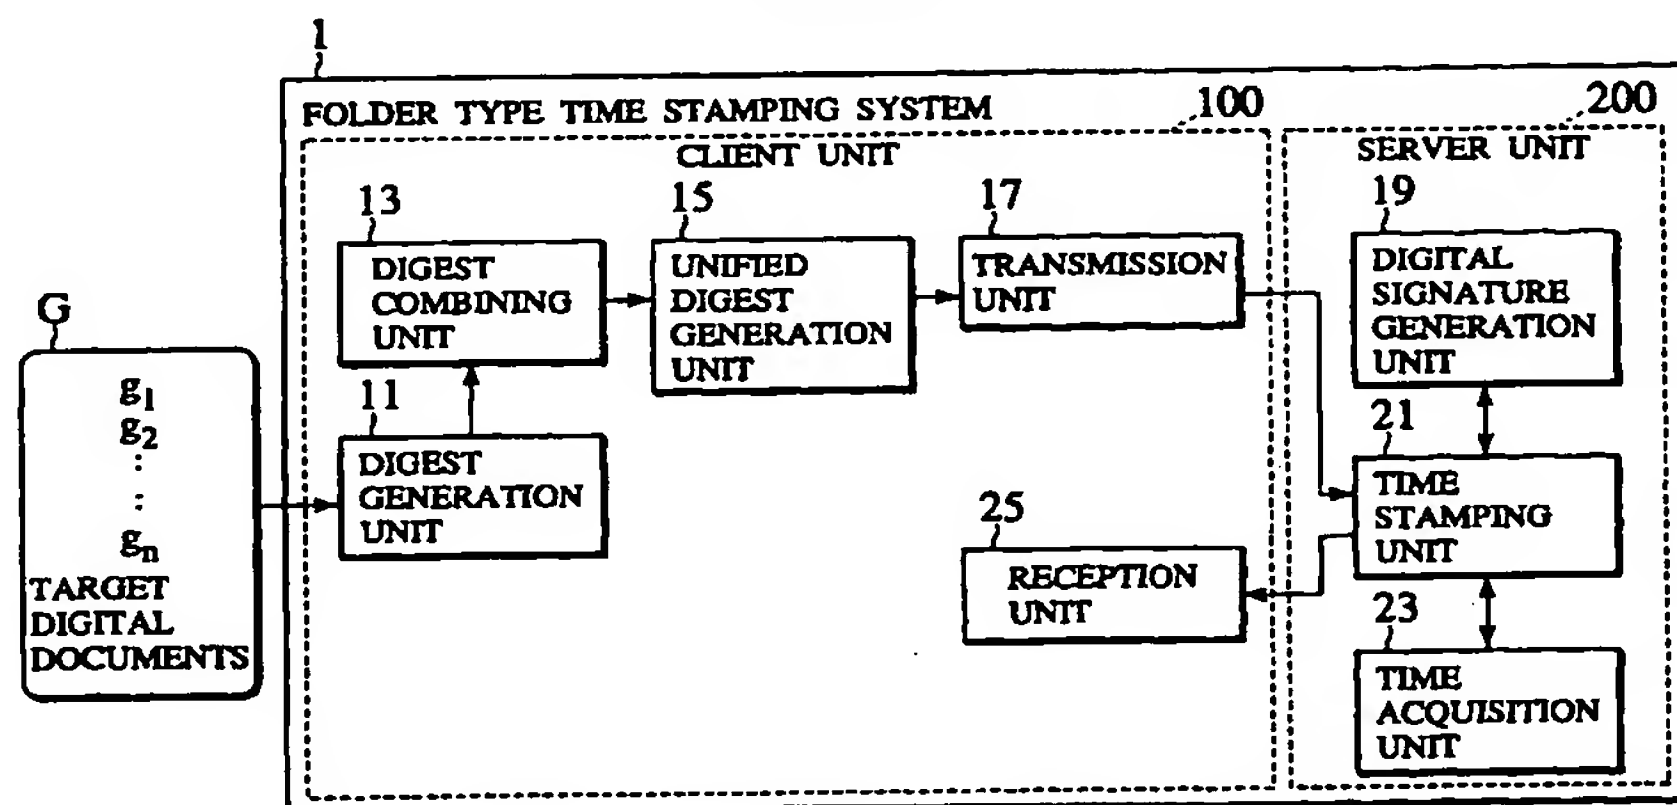 1
FOLDER TYPE TIME STAMPING SYSTEM
100
200
CLIENT UNIT
SERVER UNIT
13
DIGEST
COMBINING
UNIT
15
UNIFIED
DIGEST
GENERATION
UNIT
17
TRANSMISSION
UNIT
19
DIGITAL
SIGNATURE
GENERATION
UNIT
G
g1
g2
:
:
gn
TARGET
DIGITAL
DOCUMENTS
11
DIGEST
GENERATION
UNIT
21
TIME
STAMPING
UNIT
25
RECEPTION
UNIT
23
TIME
ACQUISITION
UNIT